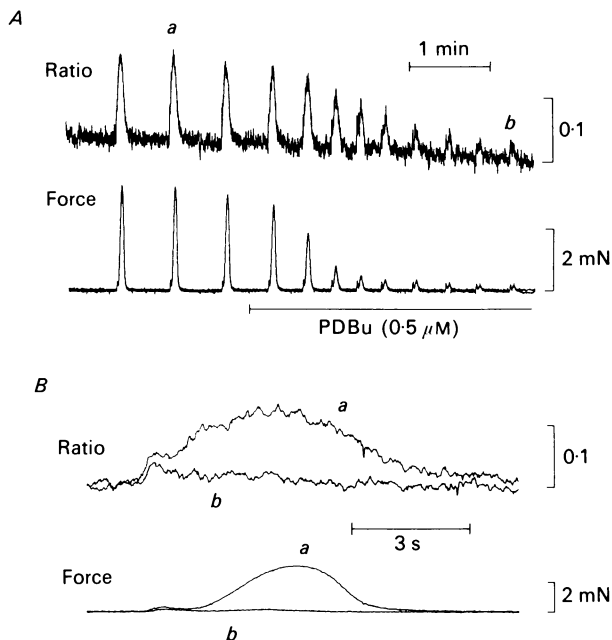 A
a
1 min
Ratio
b
0·1
Force
2 mN
PDBu (0·5 μM)
B
a
Ratio
0·1
b
3 s
a
Force
2 mN
b